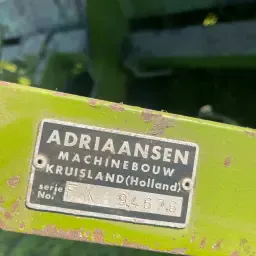 ADRIAANSEN
MACHINEBOUW
KRUISLAND (Holland)
serie
No.